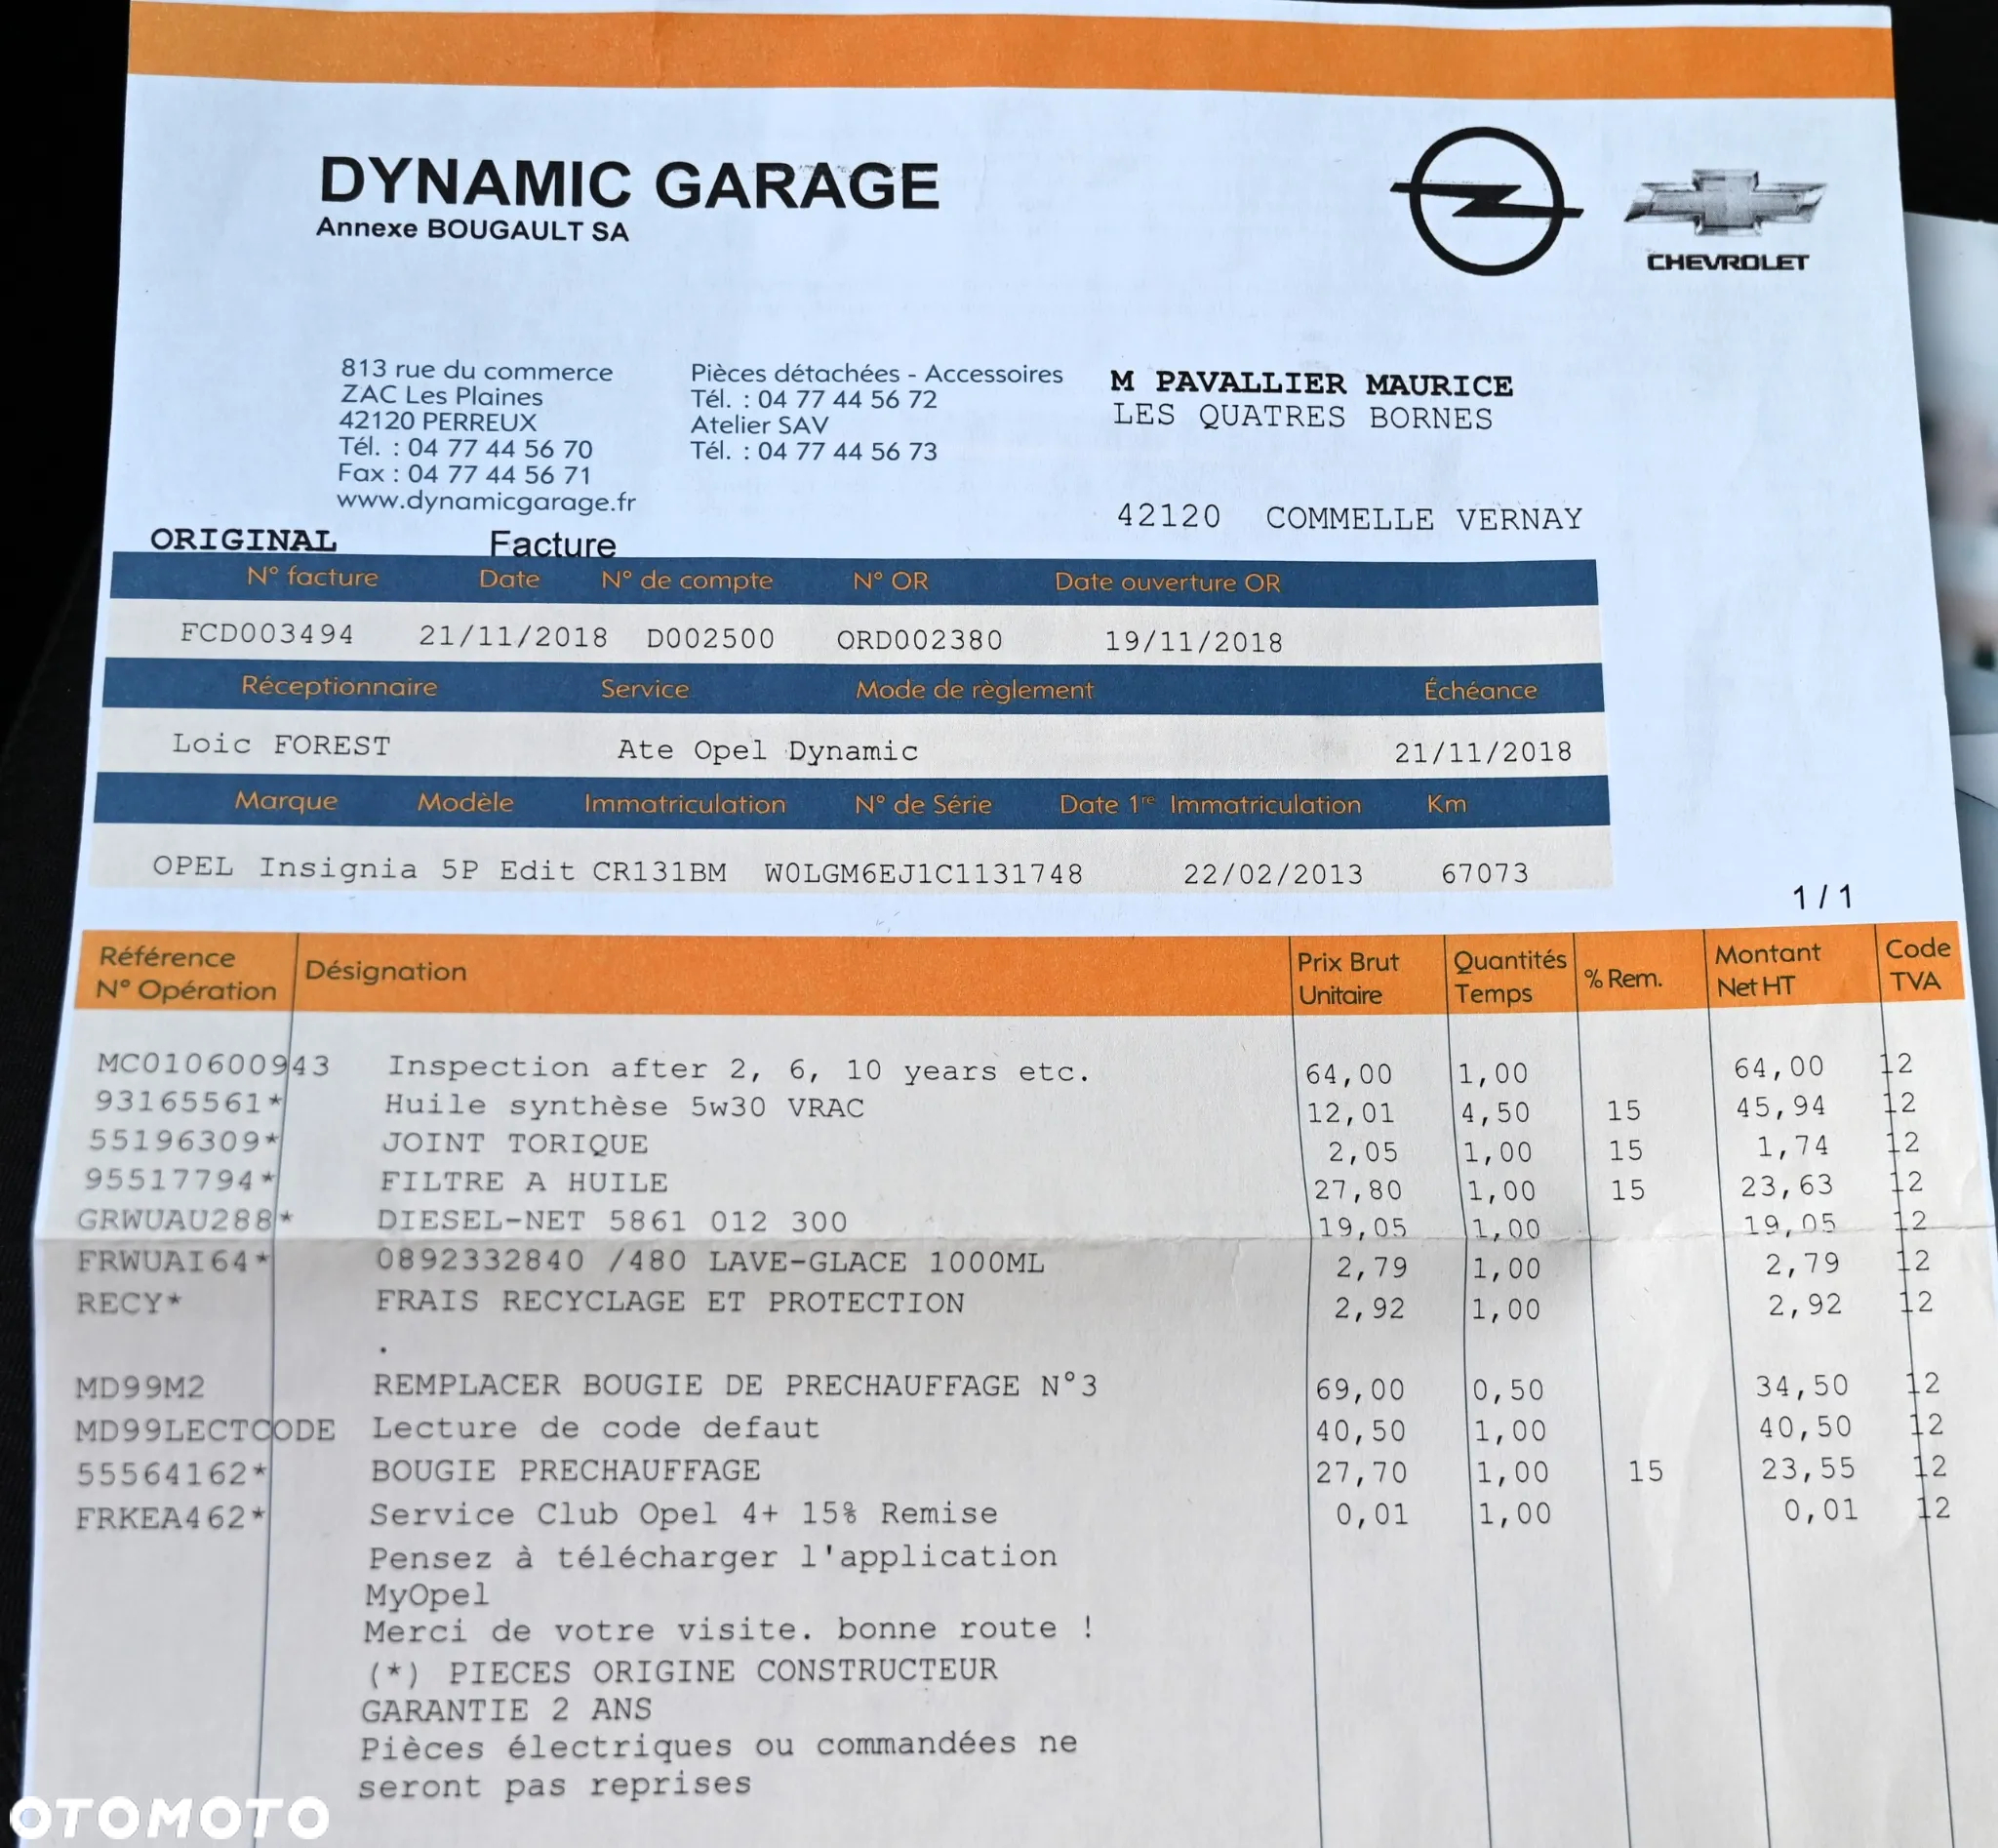 DYNAMIC GARAGE
Annexe BOUGAULT SA
CHEVROLET
813 rue du commerce
ZAC Les Plaines
42120 PERREUX
Tél. : 04 77 44 56 70
Fax : 04 77 44 56 71
www.dynamicgarage.fr
Pièces détachées - Accessoires
Tél. : 04 77 44 56 72
Atelier SAV
Tél. : 04 77 44 56 73
M PAVALLIER MAURICE
LES QUATRES BORNES
42120 COMMELLE VERNAY
ORIGINAL Facture
N° facture Date N° de compte N° OR Date ouverture OR
FCD003494 21/11/2018 D002500 ORD002380 19/11/2018
Réceptionnaire Service Mode de règlement Échéance
Loic FOREST Ate Opel Dynamic 21/11/2018
Marque Modèle Immatriculation N° de Série Date 1re Immatriculation Km
OPEL Insignia 5P Edit CR131BM W0LGM6EJ1C1131748 22/02/2013 67073
1 / 1
Référence N° Opération Désignation Prix Brut Unitaire Quantités Temps % Rem. Montant Net HT Code TVA
MC010600943 Inspection after 2, 6, 10 years etc. 64,00 1,00 64,00 12
93165561* Huile synthèse 5w30 VRAC 12,01 4,50 15 45,94 12
55196309* JOINT TORIQUE 2,05 1,00 15 1,74 12
95517794* FILTRE A HUILE 27,80 1,00 15 23,63 12
GRWUAU288* DIESEL-NET 5861 012 300 19,05 1,00 19,05 12
FRWUAI64* 0892332840 /480 LAVE-GLACE 1000ML 2,79 1,00 2,79 12
RECY* FRAIS RECYCLAGE ET PROTECTION 2,92 1,00 2,92 12
.
MD99M2 REMPLACER BOUGIE DE PRECHAUFFAGE N°3 69,00 0,50 34,50 12
MD99LECTCODE Lecture de code defaut 40,50 1,00 40,50 12
55564162* BOUGIE PRECHAUFFAGE 27,70 1,00 15 23,55 12
FRKEA462* Service Club Opel 4+ 15% Remise 0,01 1,00 0,01 12
Pensez à télécharger l'application
MyOpel
Merci de votre visite. bonne route !
(*) PIECES ORIGINE CONSTRUCTEUR
GARANTIE 2 ANS
Pièces électriques ou commandées ne
seront pas reprises
OTOMOTO